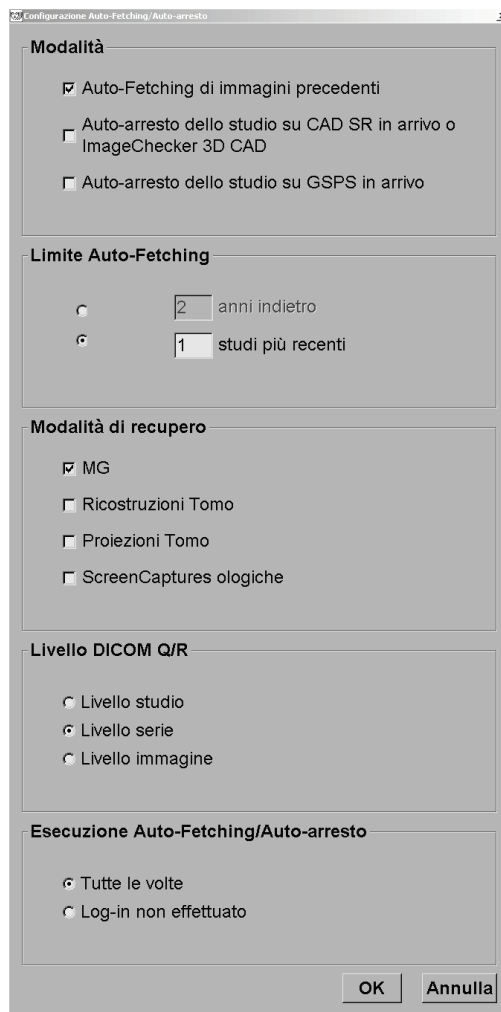 Configurazione Auto-Fetching/Auto-arresto
Modalità
Auto-Fetching di immagini precedenti
Auto-arresto dello studio su CAD SR in arrivo o
ImageChecker 3D CAD
Auto-arresto dello studio su GSPS in arrivo
Limite Auto-Fetching
2 anni indietro
1 studi più recenti
Modalità di recupero
MG
Ricostruzioni Tomo
Proiezioni Tomo
ScreenCaptures ologiche
Livello DICOM Q/R
Livello studio
Livello serie
Livello immagine
Esecuzione Auto-Fetching/Auto-arresto
Tutte le volte
Log-in non effettuato
OK Annulla